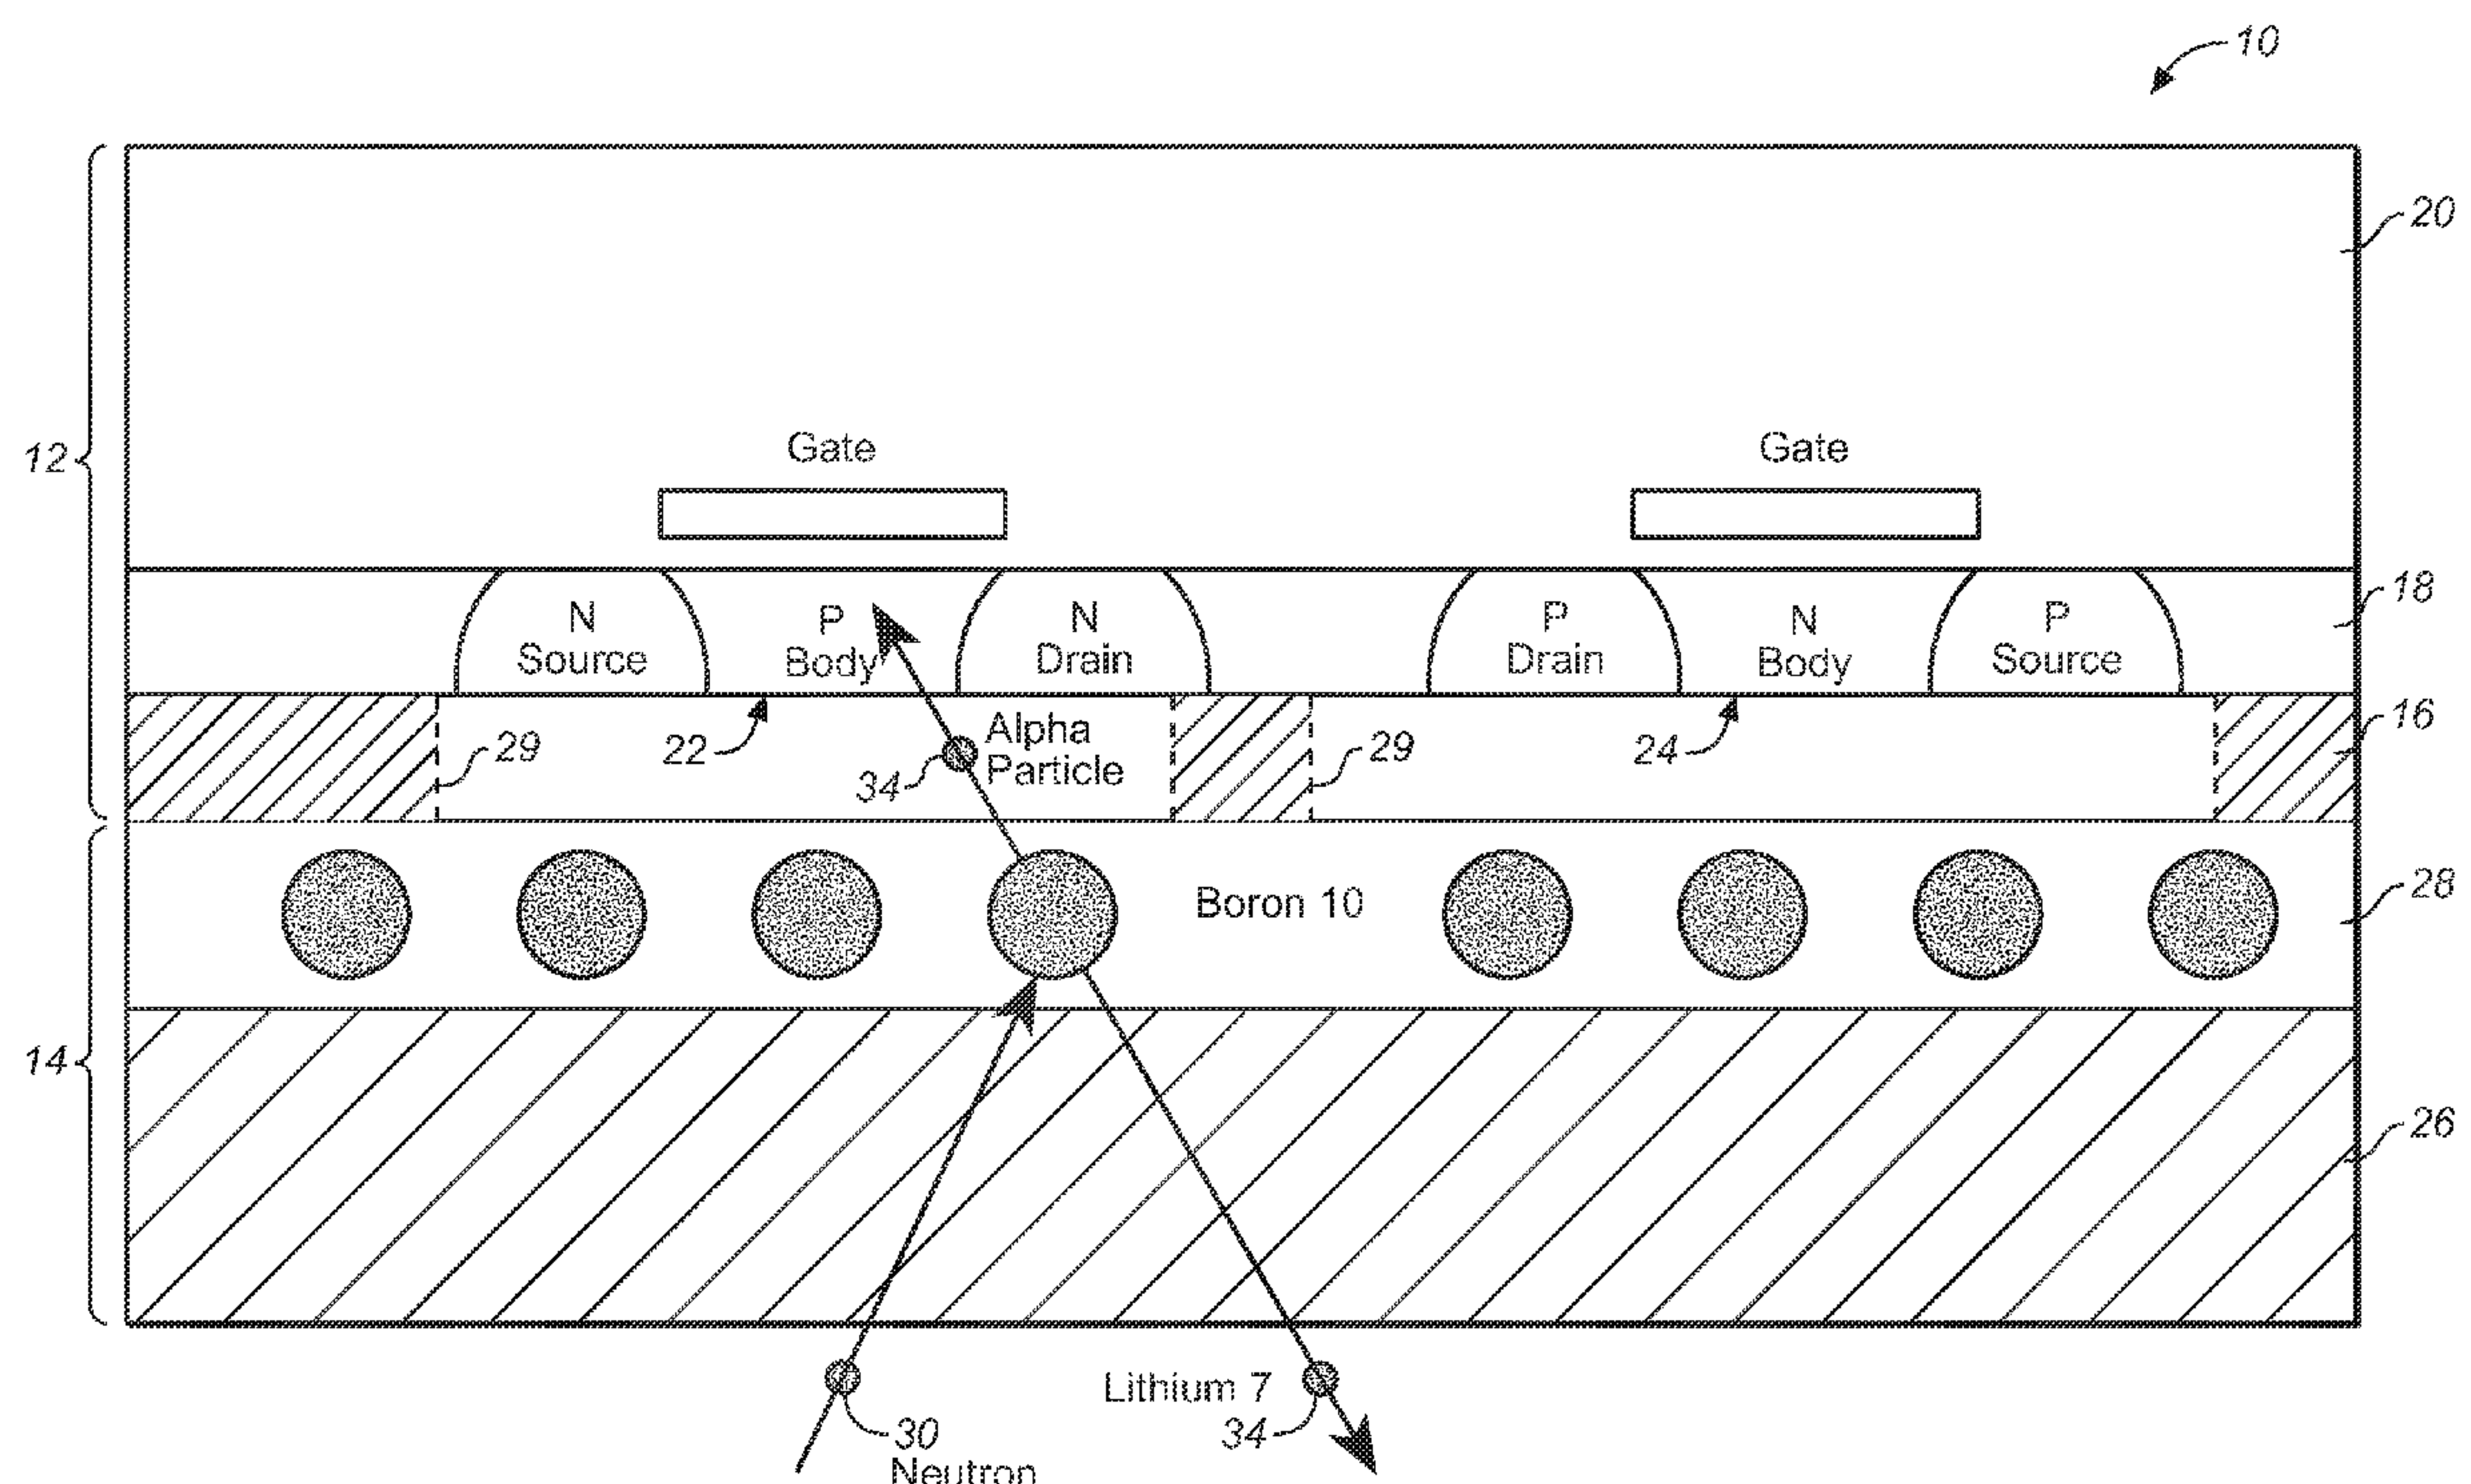 10
20
12
Gate
Gate
18
N
Source
P
Body
N
Drain
P
Drain
N
Body
P
Source
16
29
22
34
Alpha
Particle
29
24
Boron 10
28
14
26
Lithium 7
30
Neutron
34